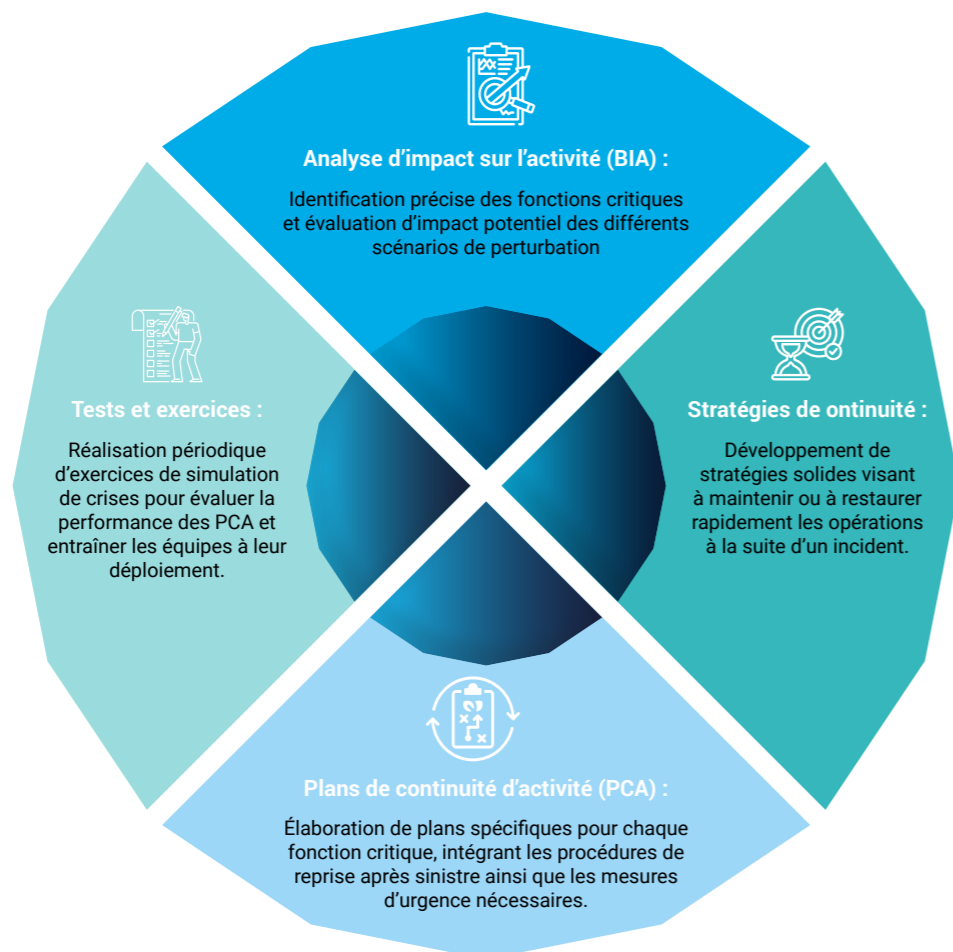 Analyse d’impact sur l’activité (BIA) :
Identification précise des fonctions critiques
et évaluation d’impact potentiel des différents
scénarios de perturbation
Stratégies de ontinuité :
Développement de
stratégies solides visant
à maintenir ou à restaurer
rapidement les opérations
à la suite d’un incident.
Plans de continuité d’activité (PCA) :
Élaboration de plans spécifiques pour chaque
fonction critique, intégrant les procédures de
reprise après sinistre ainsi que les mesures
d’urgence nécessaires.
Tests et exercices :
Réalisation périodique
d’exercices de simulation
de crises pour évaluer la
performance des PCA et
entraîner les équipes à leur
déploiement.